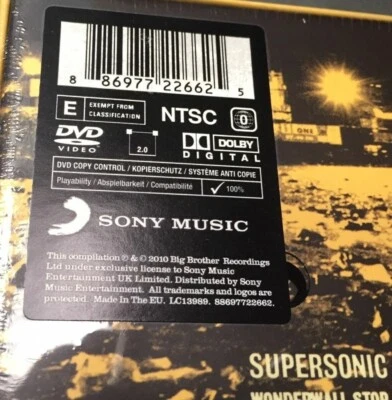 8 86977 22662 5
E EXEMPT FROM CLASSIFICATION NTSC 0
DVD VIDEO 2.0 DOLBY DIGITAL
DVD COPY CONTROL / KOPIERSCHUTZ / SYSTÈME ANTI COPIE
Playability / Abspielbarkeit / Compatibilité ✓ 100%
SONY MUSIC
This compilation ℗ & © 2010 Big Brother Recordings
Ltd under exclusive license to Sony Music
Entertainment UK Limited. Distributed by Sony
Music Entertainment. All trademarks and logos are
protected. Made In The EU. LC13989. 88697722662.
SUPERSONIC
WONDERWALL STOP